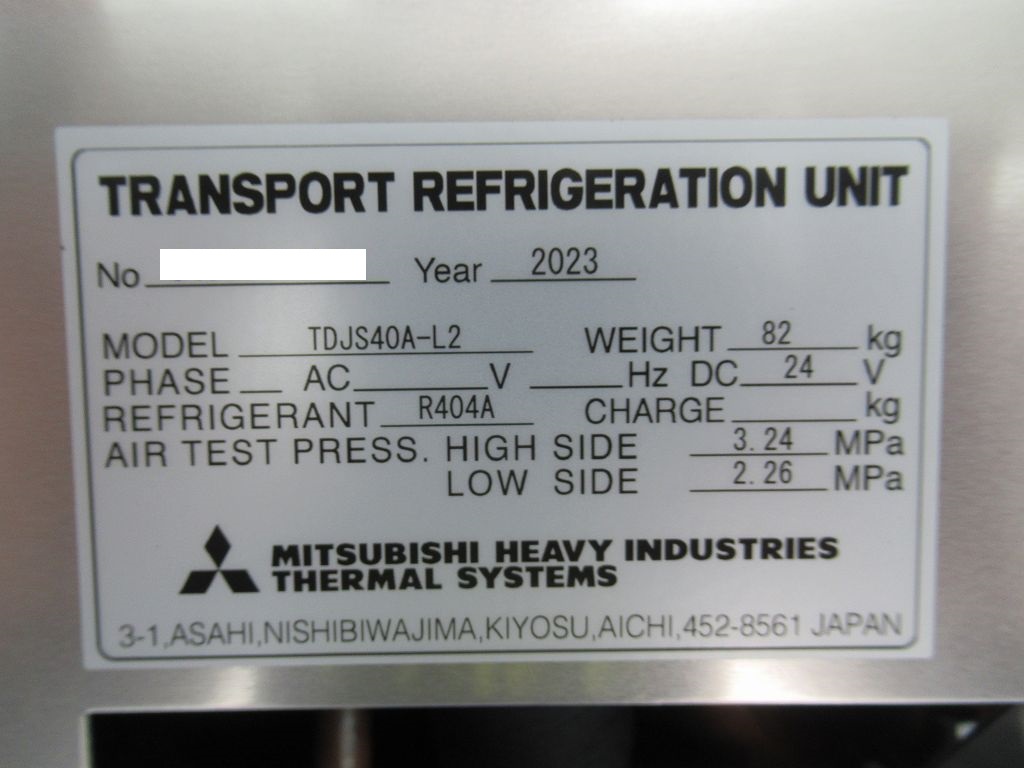 TRANSPORT REFRIGERATION UNIT
No Year 2023
MODEL TDJS40A-L2 WEIGHT 82 kg
PHASE AC V Hz DC 24 V
REFRIGERANT R404A CHARGE kg
AIR TEST PRESS. HIGH SIDE 3.24 MPa
LOW SIDE 2.26 MPa
MITSUBISHI HEAVY INDUSTRIES
THERMAL SYSTEMS
3-1,ASAHI,NISHIBIWAJIMA,KIYOSU,AICHI,452-8561 JAPAN